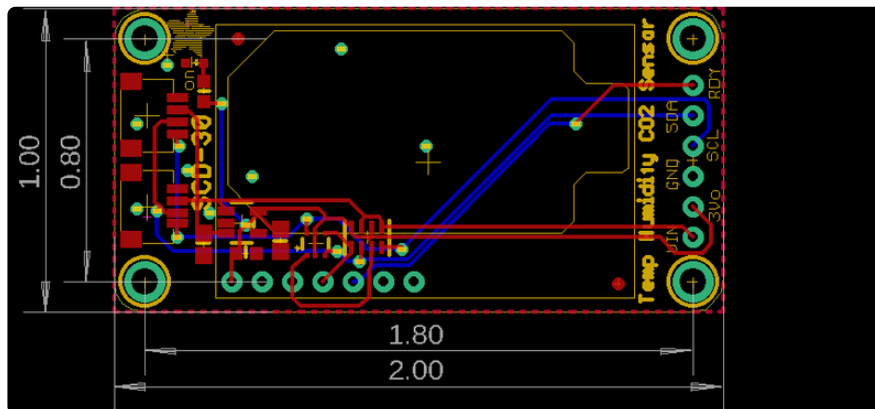 on
SCD-30
Temp Humidity CO2 Sensor
RDY
SDA
SCL
GND
3Vo
VIN
1.00
0.80
1.80
2.00